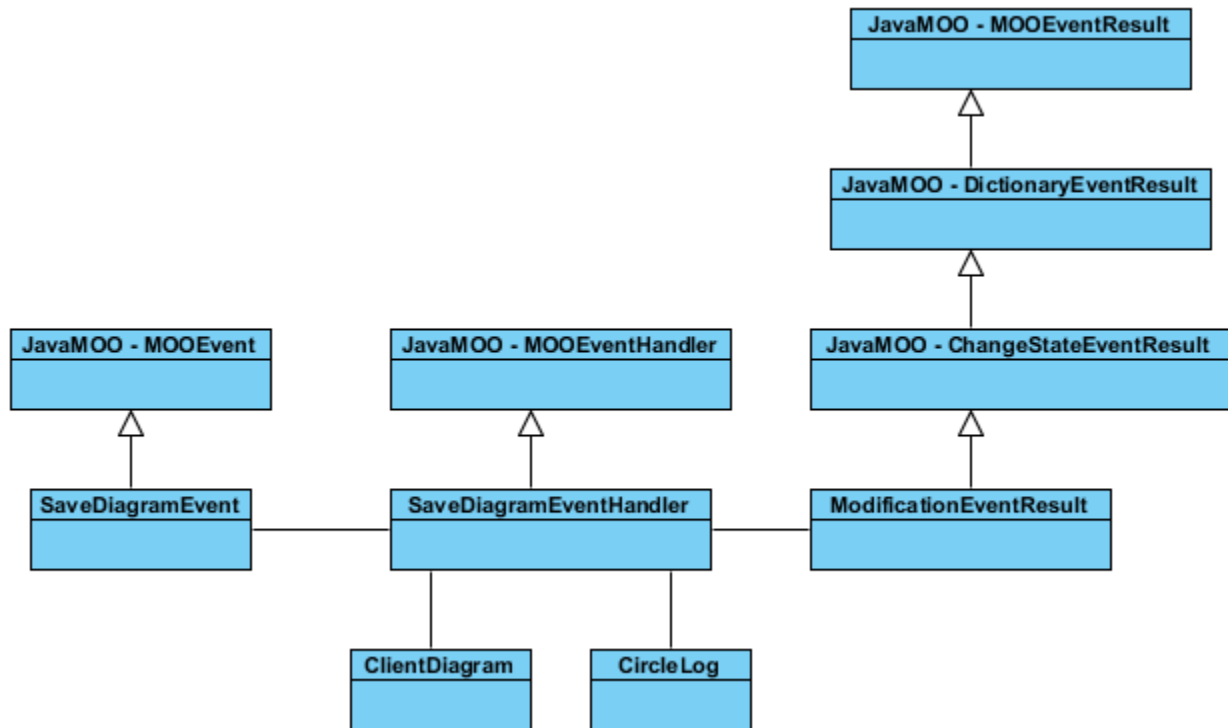 JavaMOO - MOOEventResult
JavaMOO - DictionaryEventResult
JavaMOO - MOOEvent
JavaMOO - MOOEventHandler
JavaMOO - ChangeStateEventResult
SaveDiagramEvent
SaveDiagramEventHandler
ModificationEventResult
ClientDiagram
CircleLog